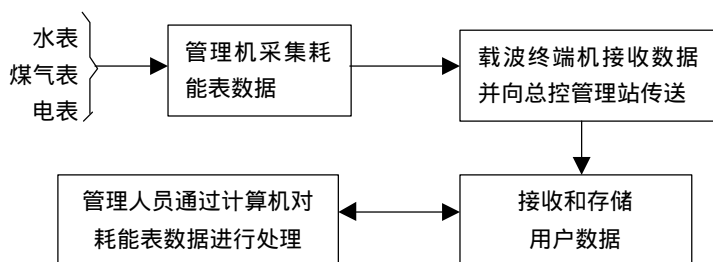 水表
煤气表
电表
管理机采集耗
能表数据
载波终端机接收数据
并向总控管理站传送
管理人员通过计算机对
耗能表数据进行处理
接收和存储
用户数据